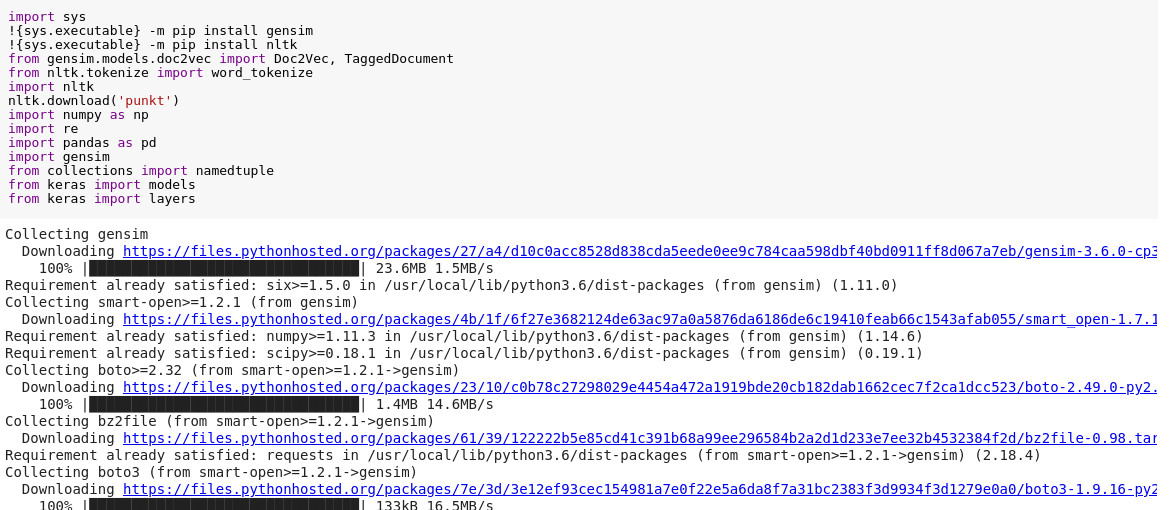 import sys
!{sys.executable} -m pip install gensim
!{sys.executable} -m pip install nltk
from gensim.models.doc2vec import Doc2Vec, TaggedDocument
from nltk.tokenize import word_tokenize
import nltk
nltk.download('punkt')
import numpy as np
import re
import pandas as pd
import gensim
from collections import namedtuple
from keras import models
from keras import layers
Collecting gensim
Downloading https://files.pythonhosted.org/packages/27/a4/d10c0acc8528d838cda5eede0ee9c784caa598dbf40bd0911ff8d067a7eb/gensim-3.6.0-cp3
100% |████████████████████████████████| 23.6MB 1.5MB/s
Requirement already satisfied: six>=1.5.0 in /usr/local/lib/python3.6/dist-packages (from gensim) (1.11.0)
Collecting smart-open>=1.2.1 (from gensim)
Downloading https://files.pythonhosted.org/packages/4b/1f/6f27e3682124de63ac97a0a5876da6186de6c19410feab66c1543afab055/smart_open-1.7.1
Requirement already satisfied: numpy>=1.11.3 in /usr/local/lib/python3.6/dist-packages (from gensim) (1.14.6)
Requirement already satisfied: scipy>=0.18.1 in /usr/local/lib/python3.6/dist-packages (from gensim) (0.19.1)
Collecting boto>=2.32 (from smart-open>=1.2.1->gensim)
Downloading https://files.pythonhosted.org/packages/23/10/c0b78c27298029e4454a472a1919bde20cb182dab1662cec7f2ca1dcc523/boto-2.49.0-py2.
100% |████████████████████████████████| 1.4MB 14.6MB/s
Collecting bz2file (from smart-open>=1.2.1->gensim)
Downloading https://files.pythonhosted.org/packages/61/39/122222b5e85cd41c391b68a99ee296584b2a2d1d233e7ee32b4532384f2d/bz2file-0.98.tar
Requirement already satisfied: requests in /usr/local/lib/python3.6/dist-packages (from smart-open>=1.2.1->gensim) (2.18.4)
Collecting boto3 (from smart-open>=1.2.1->gensim)
Downloading https://files.pythonhosted.org/packages/7e/3d/3e12ef93cec154981a7e0f22e5a6da8f7a31bc2383f3d9934f3d1279e0a0/boto3-1.9.16-py2
100% |████████████████████████████████| 133kB 16.5MB/s